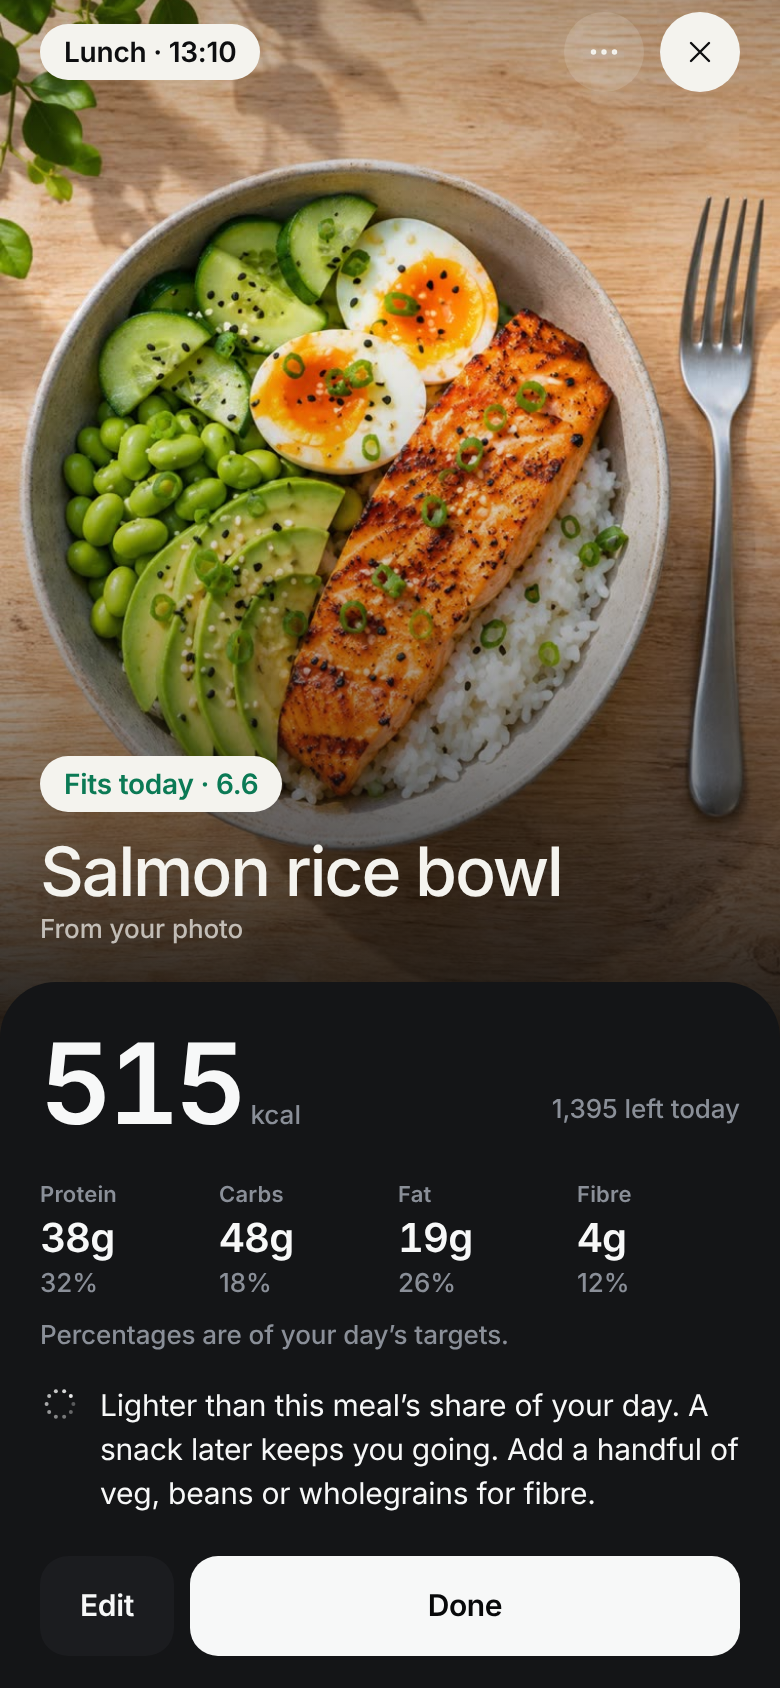 Lunch · 13:10
Fits today · 6.6
Salmon rice bowl
From your photo
515 kcal
1,395 left today
Protein Carbs Fat Fibre
38g 48g 19g 4g
32% 18% 26% 12%
Percentages are of your day’s targets.
Lighter than this meal’s share of your day. A
snack later keeps you going. Add a handful of
veg, beans or wholegrains for fibre.
Edit
Done